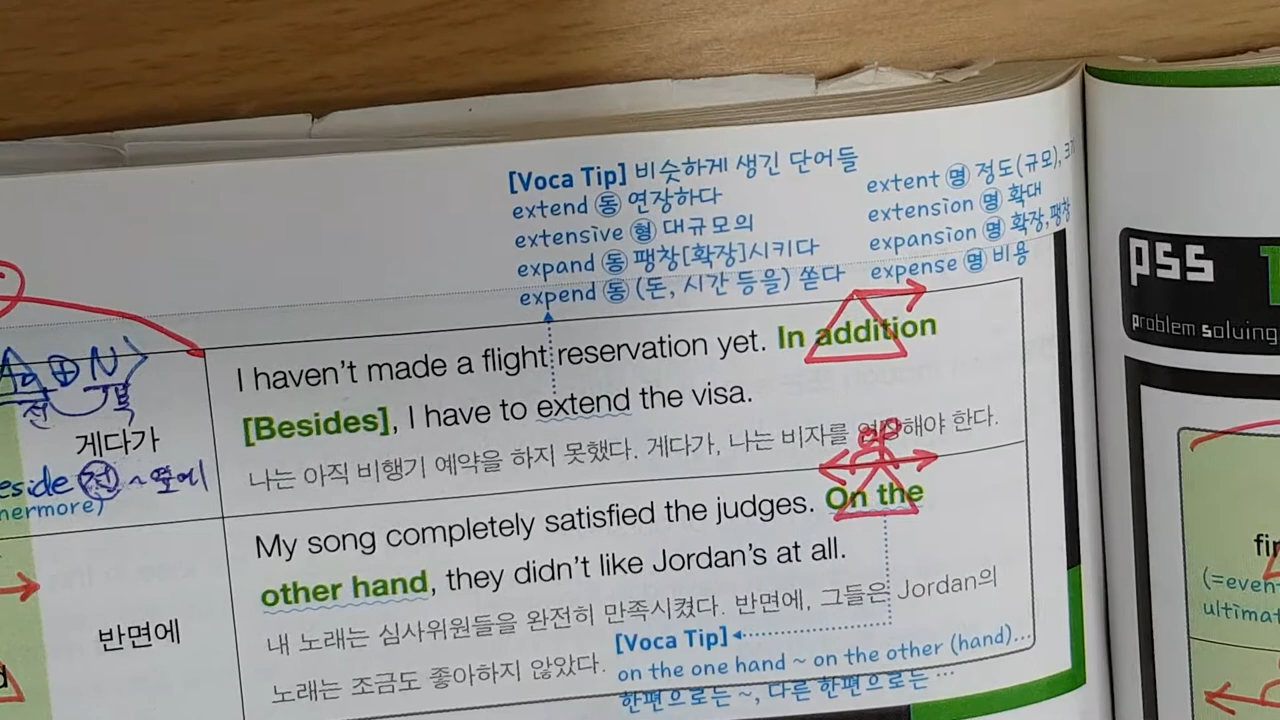 [Voca Tip] 비슷하게 생긴 단어들
extend 동 연장하다
extensive 형 대규모의
expand 동 팽창[확장]시키다
expend 동 (돈, 시간 등을) 쏟다
extent 명 정도(규모),
extension 명 확대
expansion 명 확장,팽창
expense 명 비용
I haven't made a flight reservation yet. In addition
[Besides], I have to extend the visa.
나는 아직 비행기 예약을 하지 못했다. 게다가, 나는 비자를 연장해야 한다.
게다가
전 ~옆에
My song completely satisfied the judges. On the
other hand, they didn't like Jordan's at all.
내 노래는 심사위원들을 완전히 만족시켰다. 반면에, 그들은 Jordan의
노래는 조금도 좋아하지 않았다.
반면에
[Voca Tip]
on the one hand ~ on the other (hand)...
한편으로는 ~, 다른 한편으로는 ...
pss 1
problem solving